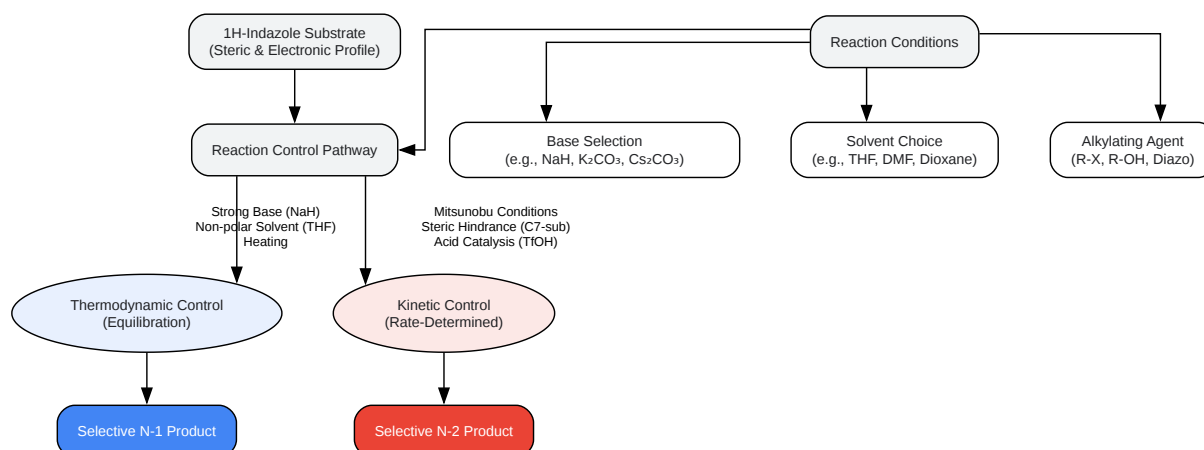 1H-Indazole Substrate
(Steric & Electronic Profile)
Reaction Conditions
Reaction Control Pathway
Base Selection
(e.g., NaH, K₂CO₃, Cs₂CO₃)
Solvent Choice
(e.g., THF, DMF, Dioxane)
Alkylating Agent
(R-X, R-OH, Diazo)
Strong Base (NaH)
Non-polar Solvent (THF)
Heating
Mitsunobu Conditions
Steric Hindrance (C7-sub)
Acid Catalysis (TfOH)
Thermodynamic Control
(Equilibration)
Kinetic Control
(Rate-Determined)
Selective N-1 Product
Selective N-2 Product